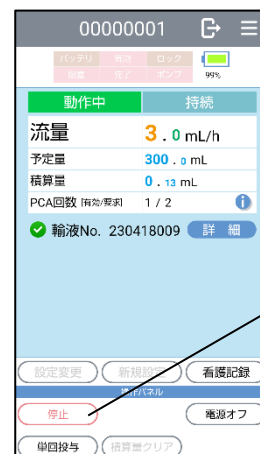 00000001
バッテリ 気泡 ロック
閉塞 完了 ポンプ 99%
動作中 持続
流量 3.0 mL/h
予定量 300.0 mL
積算量 0.13 mL
PCA回数 [有効/要求] 1 / 2
輸液No. 230418009 詳 細
設定変更 新規設定 看護記録
操作パネル
停止 電源オフ
単回投与 積算量クリア